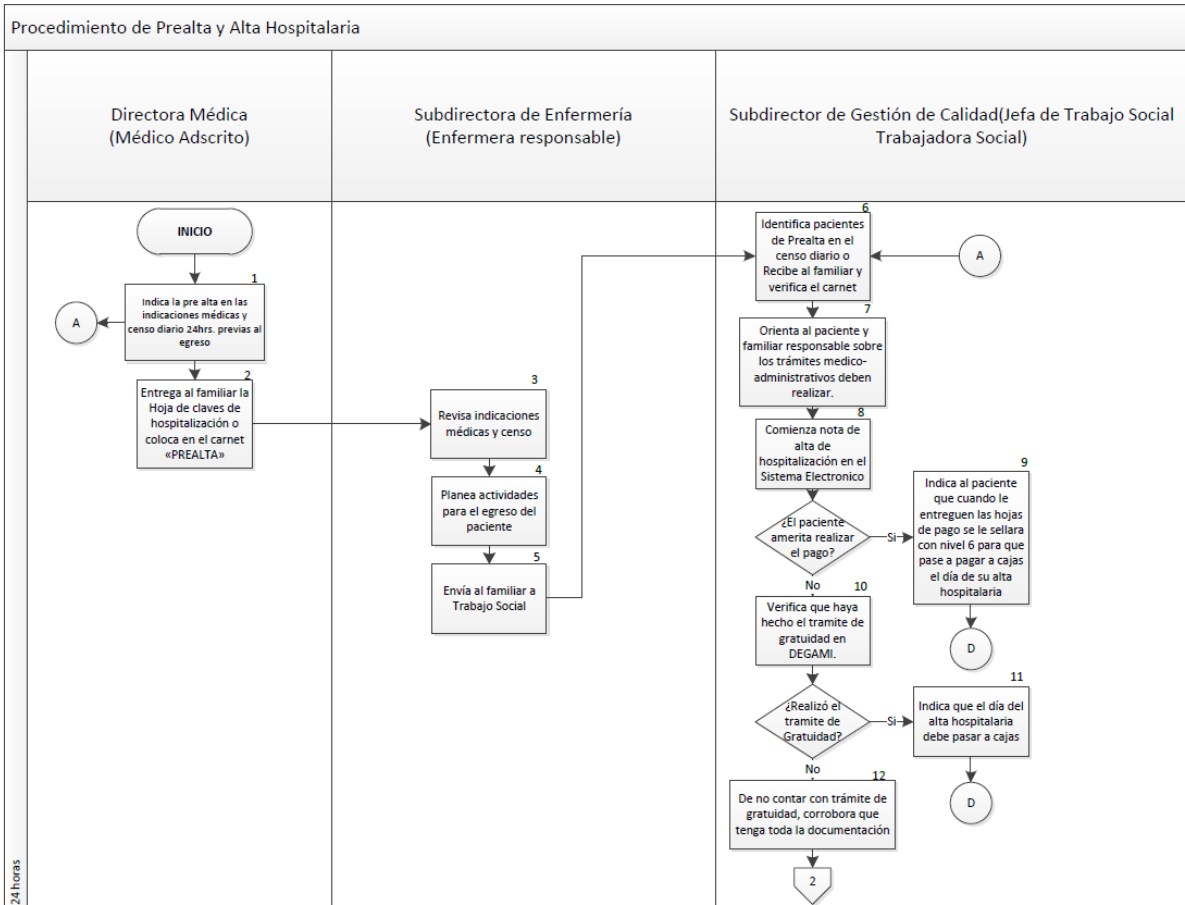 Procedimiento de Prealta y Alta Hospitalaria
Directora Médica
(Médico Adscrito)
Subdirectora de Enfermería
(Enfermera responsable)
Subdirector de Gestión de Calidad(Jefa de Trabajo Social
Trabajadora Social)
24 horas
INICIO
1
Indica la pre alta en las
indicaciones médicas y
censo diario 24hrs. previas al
egreso
A
2
Entrega al familiar la
Hoja de claves de
hospitalización o
coloca en el carnet
«PREALTA»
3
Revisa indicaciones
médicas y censo
4
Planea actividades
para el egreso del
paciente
5
Envía al familiar a
Trabajo Social
6
Identifica pacientes
de Prealta en el
censo diario o
Recibe al familiar y
verifica el carnet
A
7
Orienta al paciente y
familiar responsable sobre
los trámites medico-
administrativos deben
realizar.
8
Comienza nota de
alta de
hospitalización en el
Sistema Electronico
¿El paciente
amerita realizar
el pago?
Si
9
Indica al paciente
que cuando le
entreguen las hojas
de pago se le sellara
con nivel 6 para que
pase a pagar a cajas
el día de su alta
hospitalaria
D
No
10
Verifica que haya
hecho el tramite de
gratuidad en
DEGAMI.
¿Realizó el
tramite de
Gratuidad?
Si
11
Indica que el día del
alta hospitalaria
debe pasar a cajas
D
No
12
De no contar con trámite de
gratuidad, corrobora que
tenga toda la documentación
2